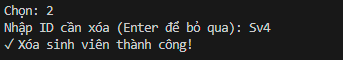 Chọn: 2
Nhập ID cần xóa (Enter để bỏ qua): Sv4
✓ Xóa sinh viên thành công!